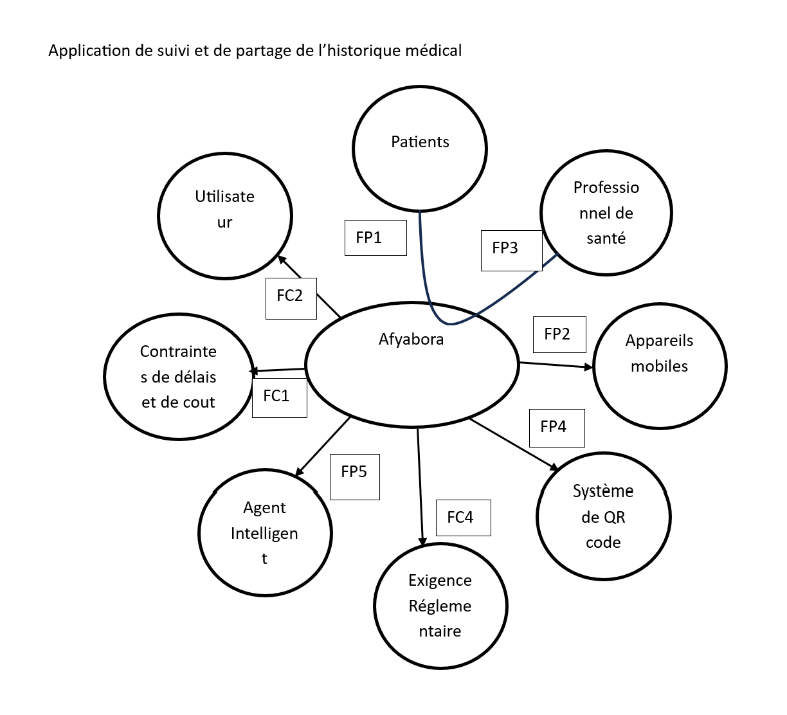 Application de suivi et de partage de l’historique médical
Patients
Professio
nnel de
santé
Utilisate
ur
FP1
FP3
FC2
Afyabora
FP2
Appareils
mobiles
Contrainte
s de délais
et de cout
FC1
FP4
FP5
Système
de QR
code
Agent
Intelligen
t
FC4
Exigence
Régleme
ntaire